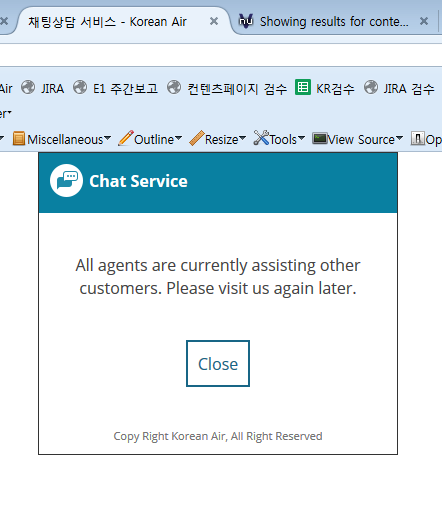 채팅상담 서비스 - Korean Air
Showing results for conte...
Air JIRA E1 주간보고 컨텐츠페이지 검수 KR검수 JIRA 검수
er
Miscellaneous Outline Resize Tools View Source Op
Chat Service
All agents are currently assisting other
customers. Please visit us again later.
Close
Copy Right Korean Air, All Right Reserved